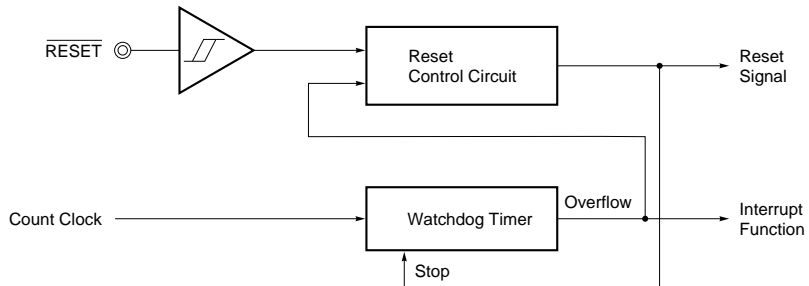 RESET
Reset
Control Circuit
Reset
Signal
Count Clock
Watchdog Timer
Overflow
Interrupt
Function
Stop